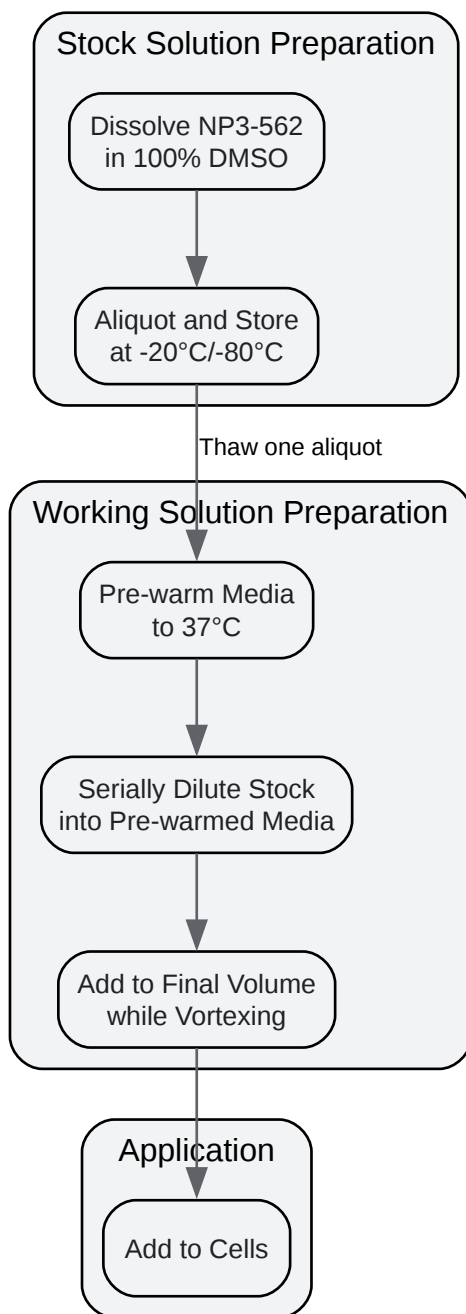 Stock Solution Preparation
Dissolve NP3-562
in 100% DMSO
Aliquot and Store
at -20°C/-80°C
Thaw one aliquot
Working Solution Preparation
Pre-warm Media
to 37°C
Serially Dilute Stock
into Pre-warmed Media
Add to Final Volume
while Vortexing
Application
Add to Cells